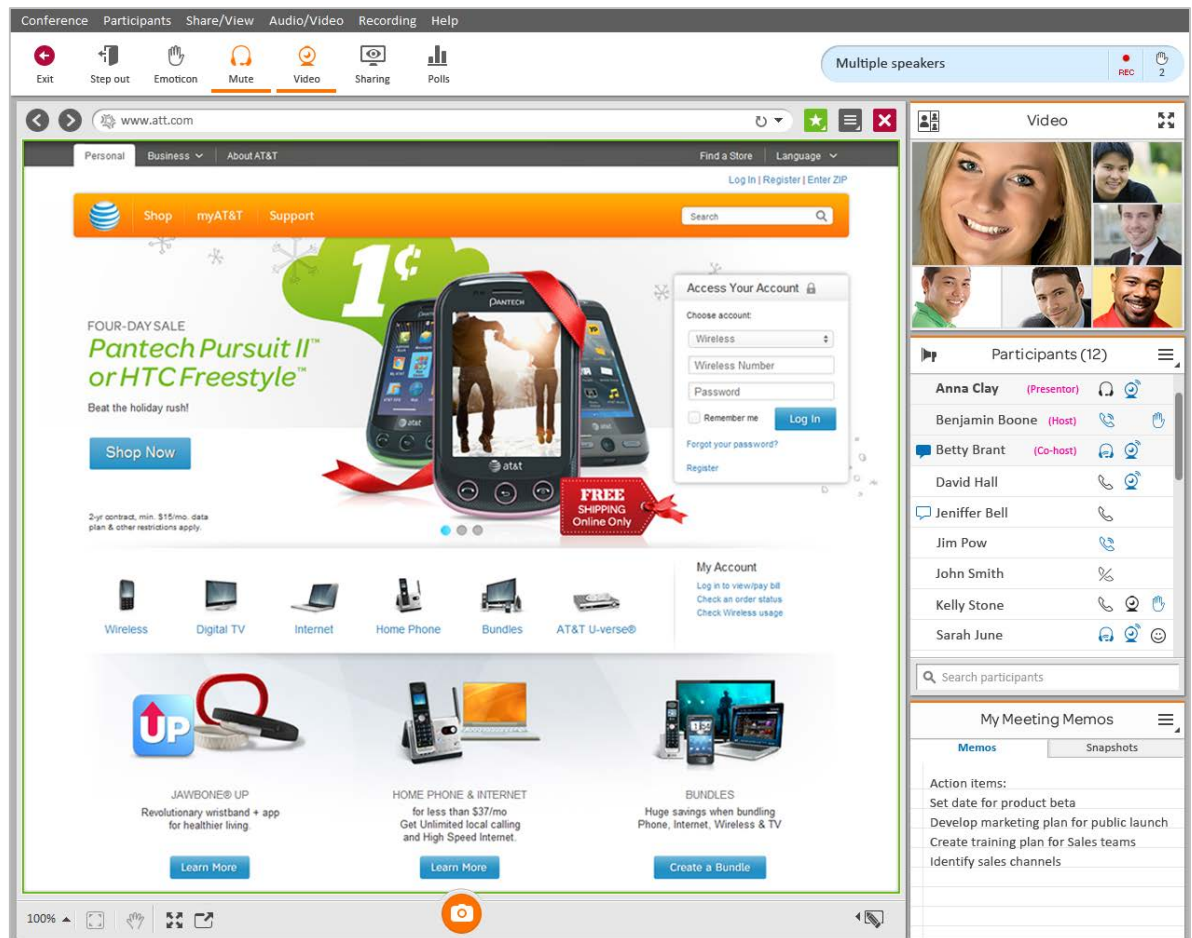 Conference Participants Share/View Audio/Video Recording Help
Exit Step out Emoticon Mute Video Sharing Polls
Multiple speakers
REC 2
www.att.com
Personal Business About AT&T Find a Store Language
Log In | Register | Enter ZIP
Shop myAT&T Support Search
1¢
PANTECH
at&t
at&t
at&t
FOUR-DAY SALE
Pantech Pursuit II™
or HTC Freestyle™
Beat the holiday rush!
Shop Now
2-yr contract, min. $15/mo. data
plan & other restrictions apply.
FREE
SHIPPING
Online Only
Access Your Account
Choose account:
Wireless
Wireless Number
Password
Remember me Log In
Forgot your password?
Register
Wireless Digital TV Internet Home Phone Bundles AT&T U-verse®
My Account
Log in to view/pay bill
Check an order status
Check Wireless usage
UP
JAWBONE® UP
Revolutionary wristband + app
for healthier living.
Learn More
HOME PHONE & INTERNET
for less than $37/mo
Get Unlimited local calling
and High Speed Internet.
Learn More
BUNDLES
Huge savings when bundling
Phone, Internet, Wireless & TV
Create a Bundle
100%
Video
Participants (12)
Anna Clay (Presentor)
Benjamin Boone (Host)
Betty Brant (Co-host)
David Hall
Jeniffer Bell
Jim Pow
John Smith
Kelly Stone
Sarah June
Search participants
My Meeting Memos
Memos Snapshots
Action items:
Set date for product beta
Develop marketing plan for public launch
Create training plan for Sales teams
Identify sales channels